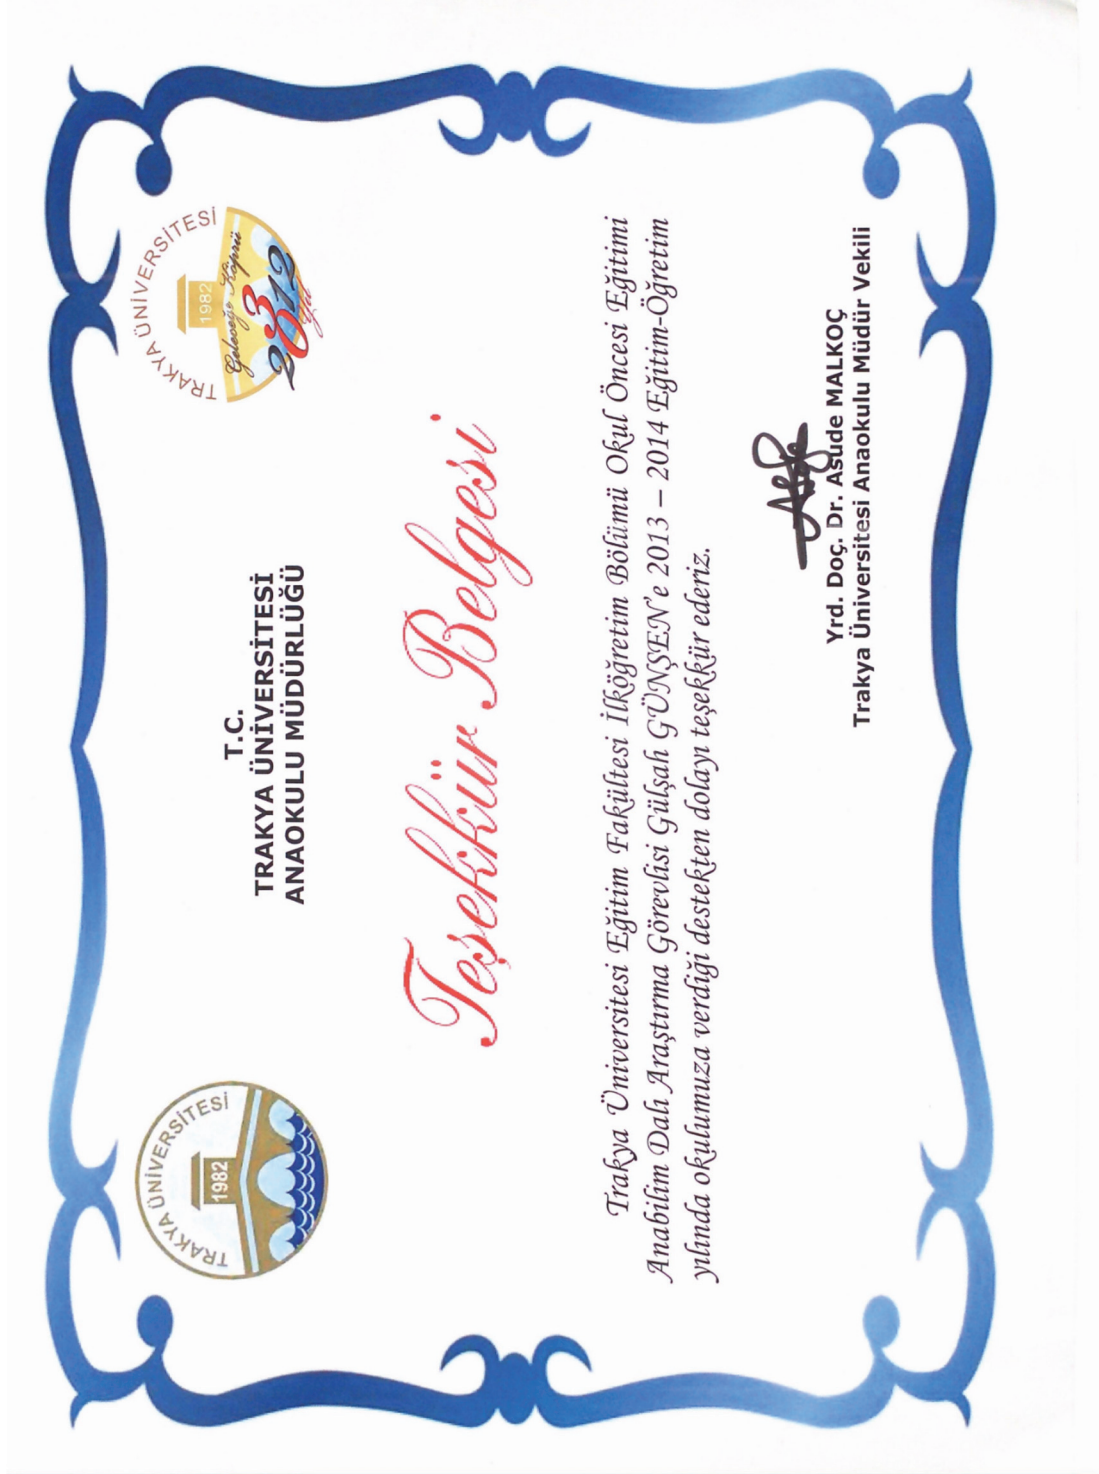 TRAKYA ÜNİVERSİTESİ
1982
TRAKYA ÜNİVERSİTESİ
1982
Geleceğe Köprü
T.C.
TRAKYA ÜNİVERSİTESİ
ANAOKULU MÜDÜRLÜĞÜ
Teşekkür Belgesi
Trakya Üniversitesi Eğitim Fakültesi İlköğretim Bölümü Okul Öncesi Eğitimi
Anabilim Dalı Araştırma Görevlisi Gülşah GÜNŞEN'e 2013 – 2014 Eğitim-Öğretim
yılında okulumuza verdiği destekten dolayı teşekkür ederiz.
Yrd. Doç. Dr. Asude MALKOÇ
Trakya Üniversitesi Anaokulu Müdür Vekili